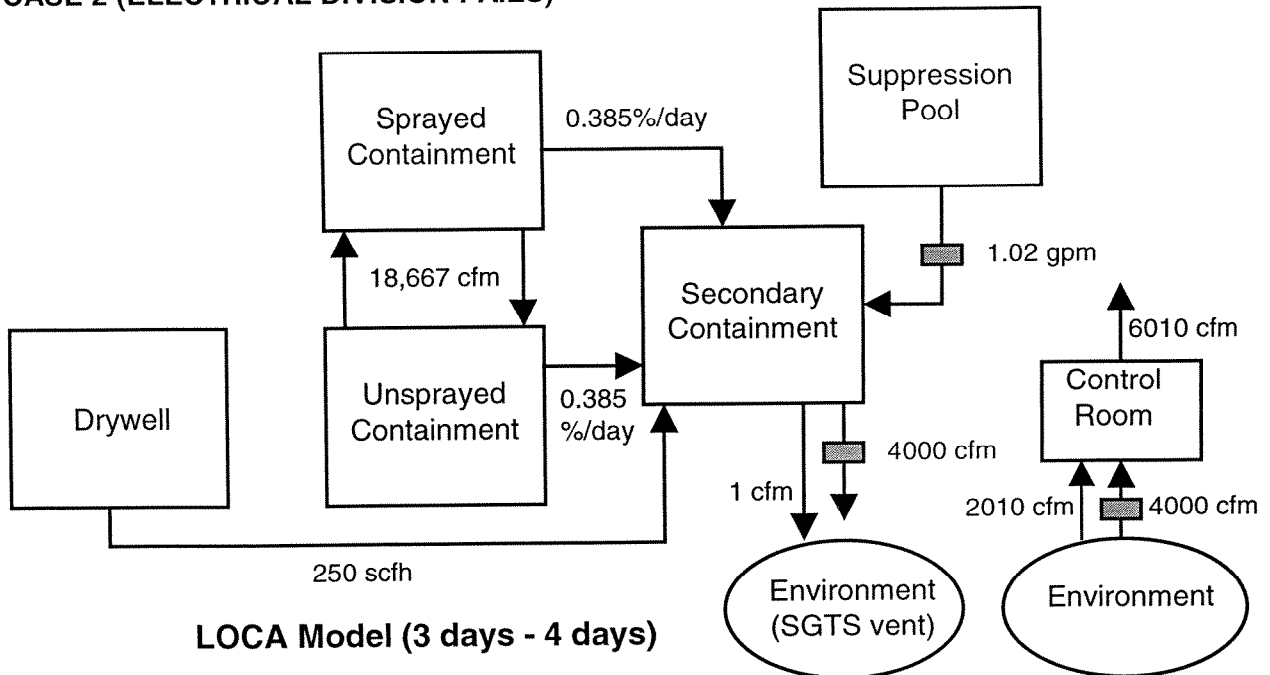 CASE 2 (ELECTRICAL DIVISION FAILS)
Sprayed
Containment
0.385%/day
Suppression
Pool
18,667 cfm
1.02 gpm
Secondary
Containment
6010 cfm
Drywell
Unsprayed
Containment
0.385
%/day
Control
Room
4000 cfm
1 cfm
2010 cfm
4000 cfm
250 scfh
Environment
(SGTS vent)
Environment
LOCA Model (3 days - 4 days)